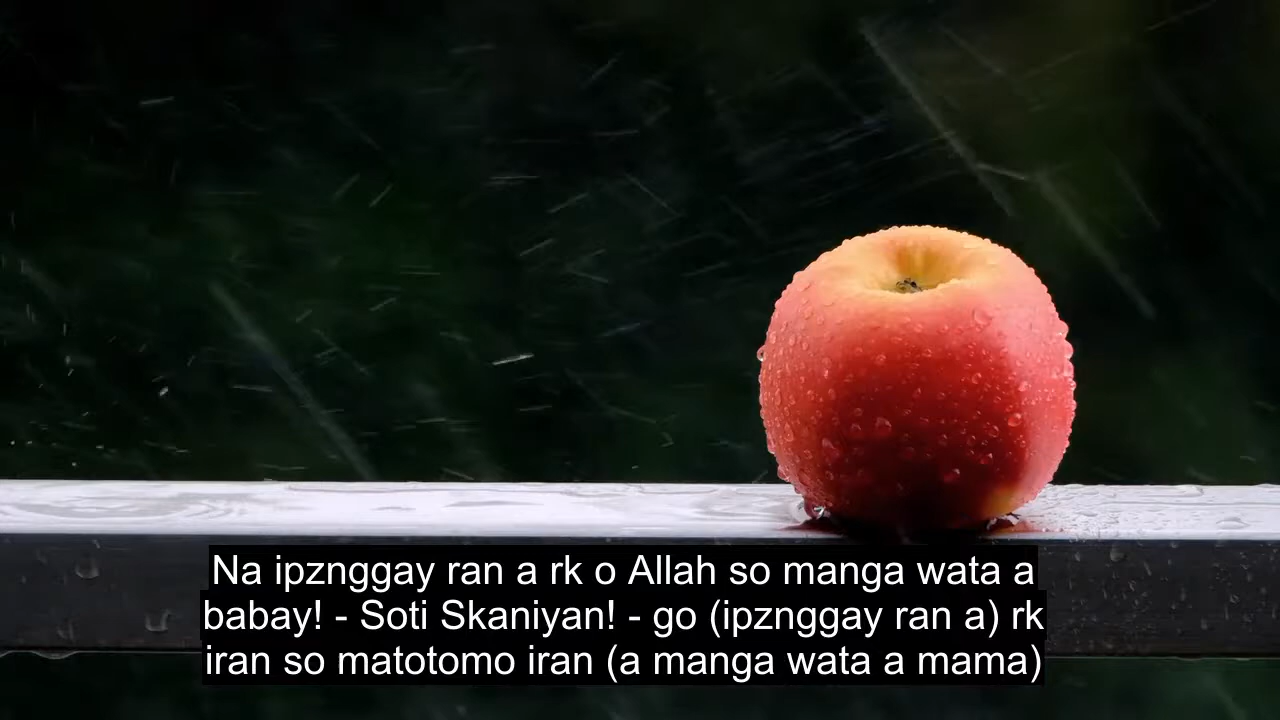 Na ipznggay ran a rk o Allah so manga wata a
babay! - Soti Skaniyan! - go (ipznggay ran a) rk
iran so matotomo iran (a manga wata a mama)